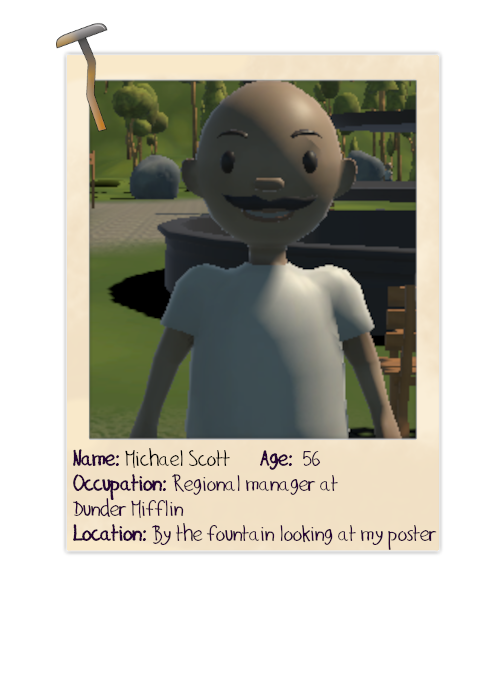 Name: Michael Scott Age: 56
Occupation: Regional manager at
Dunder Mifflin
Location: By the fountain looking at my poster